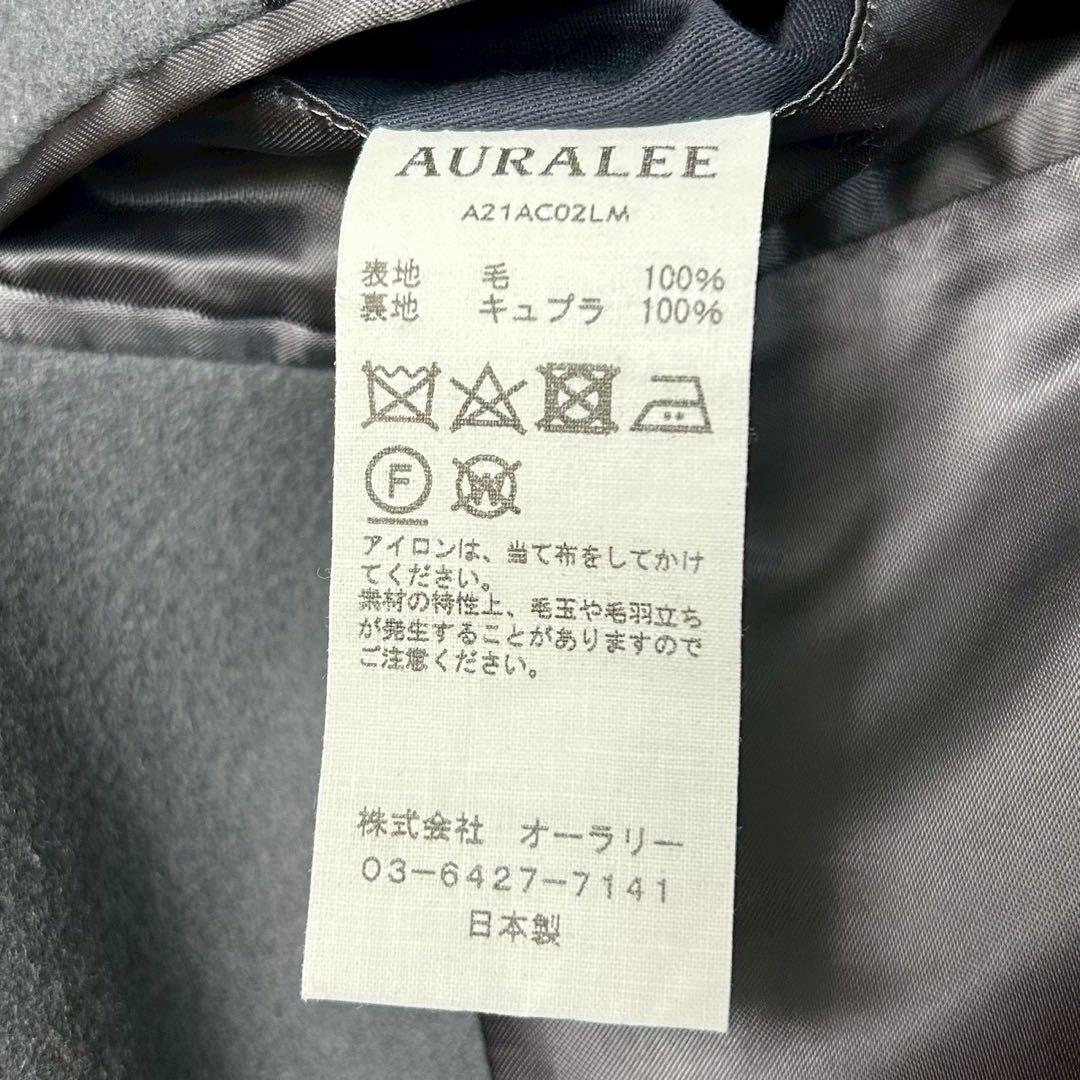 AURALEE
A21AC02LM
表地 毛 100%
裏地 キュプラ 100%
F
W
アイロンは、当て布をしてかけ
てください。
素材の特性上、毛玉や毛羽立ち
が発生することがありますので
ご注意ください。
株式会社 オーラリー
03-6427-7141
日本製